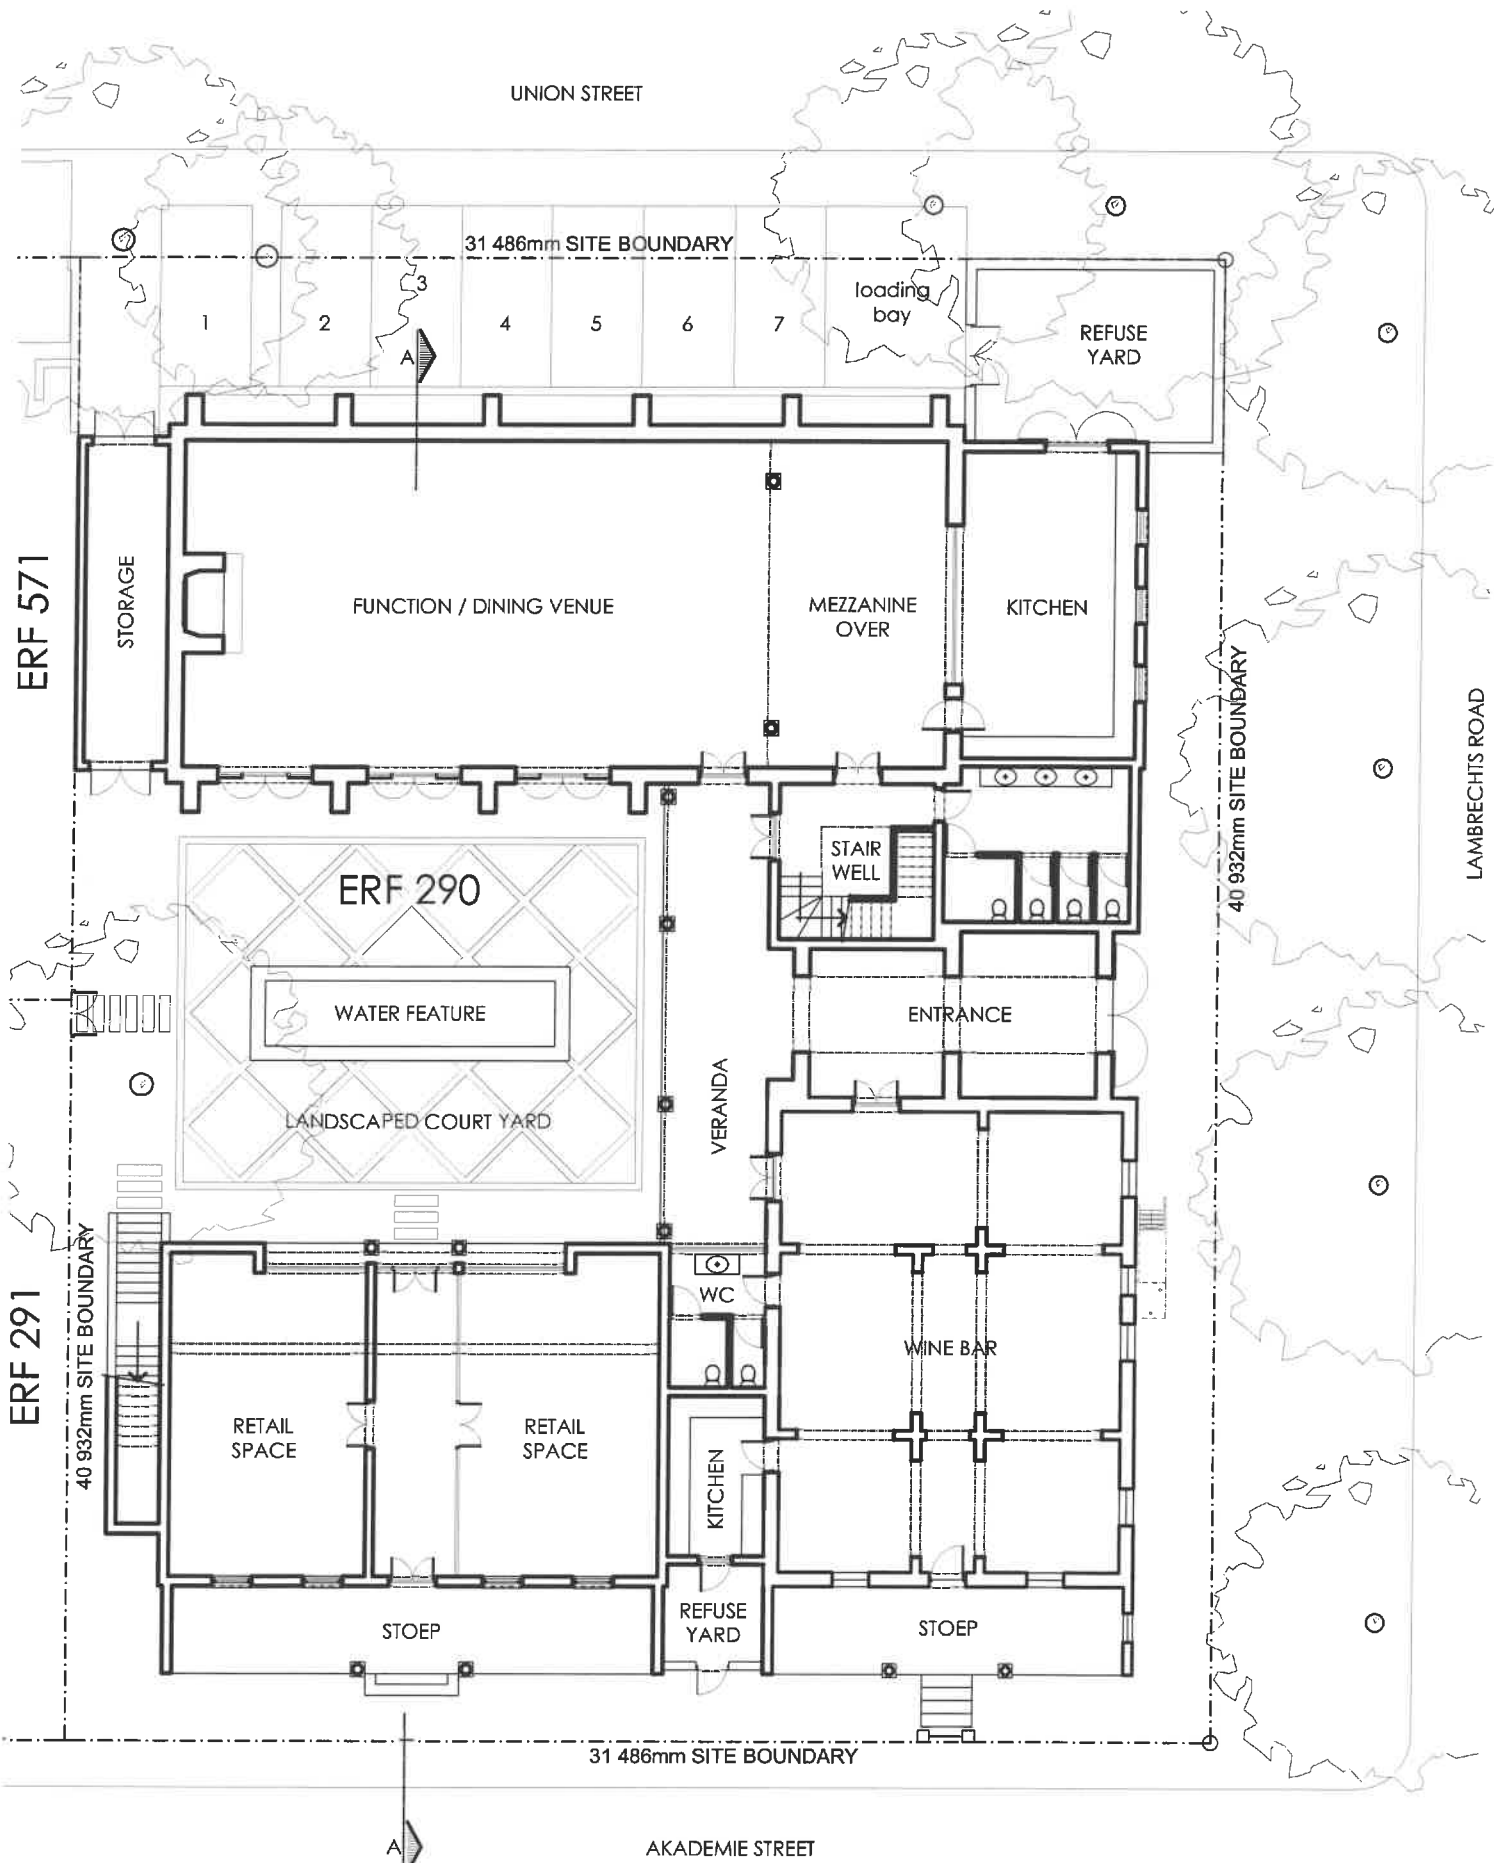 UNION STREET
31 486mm SITE BOUNDARY
1
2
3
4
5
6
7
loading
bay
REFUSE
YARD
A
ERF 571
STORAGE
FUNCTION / DINING VENUE
MEZZANINE
OVER
KITCHEN
40 932mm SITE BOUNDARY
LAMBRECHTS ROAD
STAIR
WELL
ERF 290
WATER FEATURE
LANDSCAPED COURT YARD
VERANDA
ENTRANCE
ERF 291
40 932mm SITE BOUNDARY
WC
WINE BAR
RETAIL
SPACE
RETAIL
SPACE
KITCHEN
STOEP
REFUSE
YARD
STOEP
31 486mm SITE BOUNDARY
A
AKADEMIE STREET